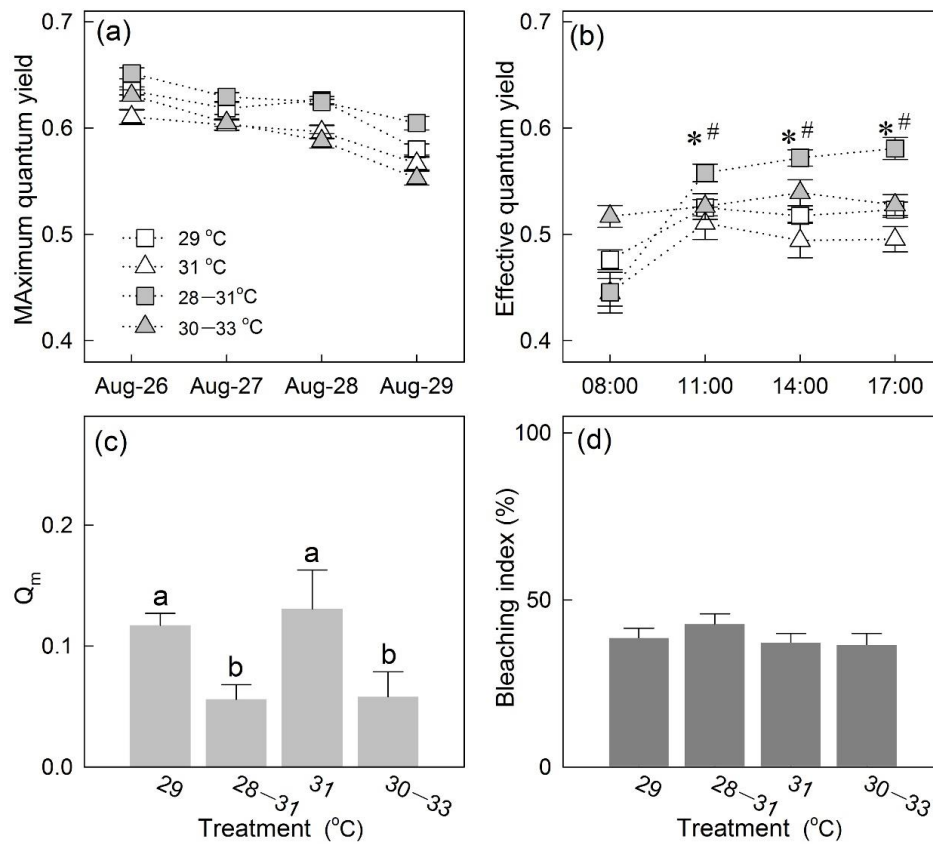 (a)
0.7
0.6
0.5
0.4
MAximum quantum yield
29 °C
31 °C
28–31°C
30–33 °C
Aug-26 Aug-27 Aug-28 Aug-29
(b)
0.7
0.6
0.5
0.4
Effective quantum yield
*# *# *#
08:00 11:00 14:00 17:00
(c)
0.2
0.1
0
Qm
a b a b
29 28–31 31 30–33
Treatment (°C)
(d)
100
50
0
Bleaching index (%)
29 28–31 31 30–33
Treatment (°C)